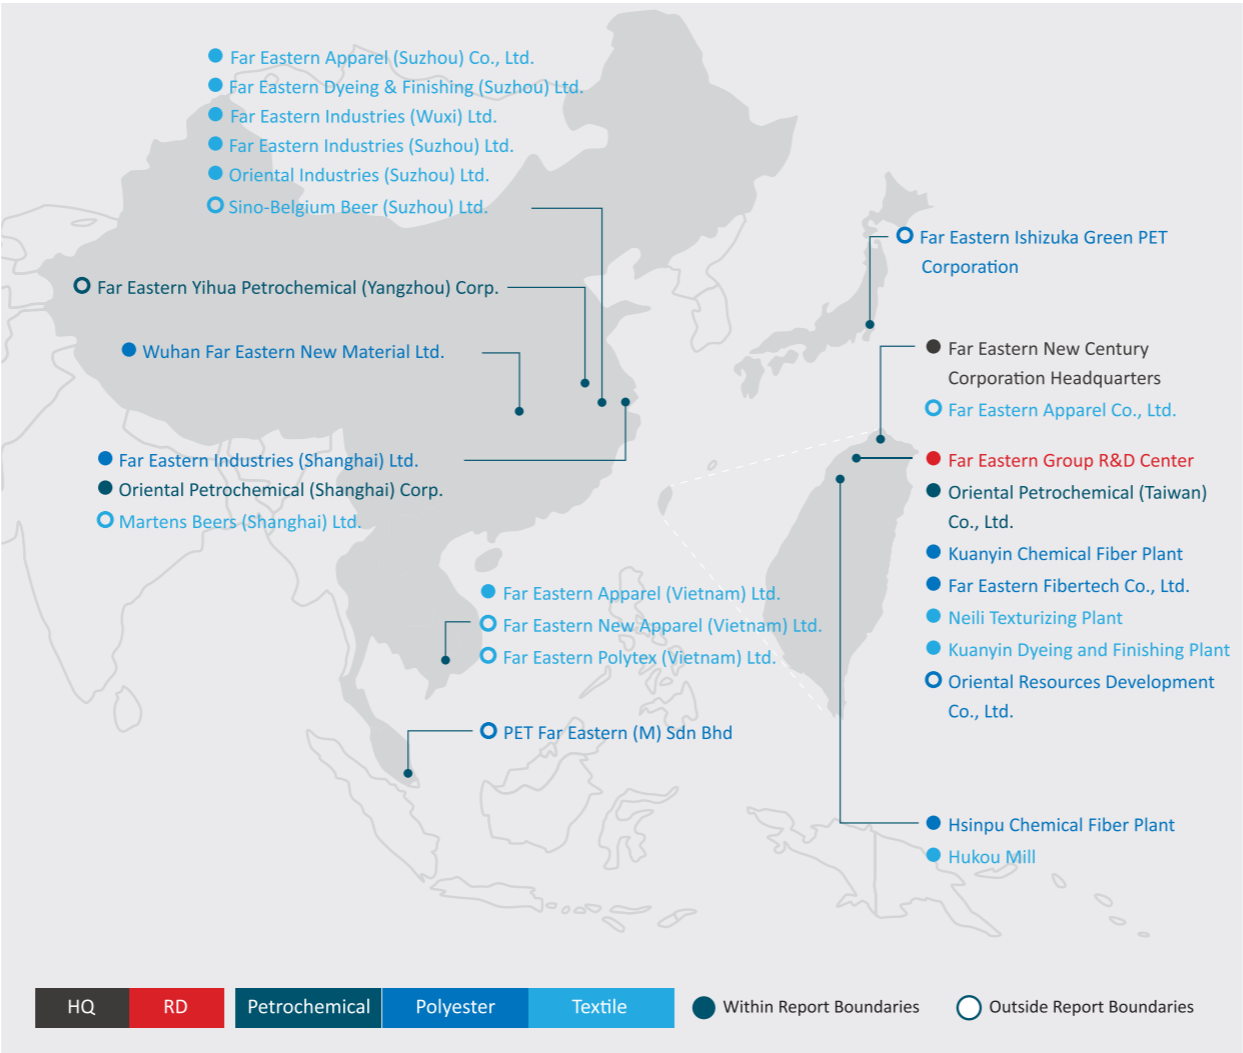 Far Eastern Apparel (Suzhou) Co., Ltd.
Far Eastern Dyeing & Finishing (Suzhou) Ltd.
Far Eastern Industries (Wuxi) Ltd.
Far Eastern Industries (Suzhou) Ltd.
Oriental Industries (Suzhou) Ltd.
Sino-Belgium Beer (Suzhou) Ltd.
Far Eastern Yihua Petrochemical (Yangzhou) Corp.
Wuhan Far Eastern New Material Ltd.
Far Eastern Industries (Shanghai) Ltd.
Oriental Petrochemical (Shanghai) Corp.
Martens Beers (Shanghai) Ltd.
Far Eastern Apparel (Vietnam) Ltd.
Far Eastern New Apparel (Vietnam) Ltd.
Far Eastern Polytex (Vietnam) Ltd.
PET Far Eastern (M) Sdn Bhd
Far Eastern Ishizuka Green PET
Corporation
Far Eastern New Century
Corporation Headquarters
Far Eastern Apparel Co., Ltd.
Far Eastern Group R&D Center
Oriental Petrochemical (Taiwan)
Co., Ltd.
Kuanyin Chemical Fiber Plant
Far Eastern Fibertech Co., Ltd.
Neili Texturizing Plant
Kuanyin Dyeing and Finishing Plant
Oriental Resources Development
Co., Ltd.
Hsinpu Chemical Fiber Plant
Hukou Mill
HQ
RD
Petrochemical
Polyester
Textile
Within Report Boundaries
Outside Report Boundaries